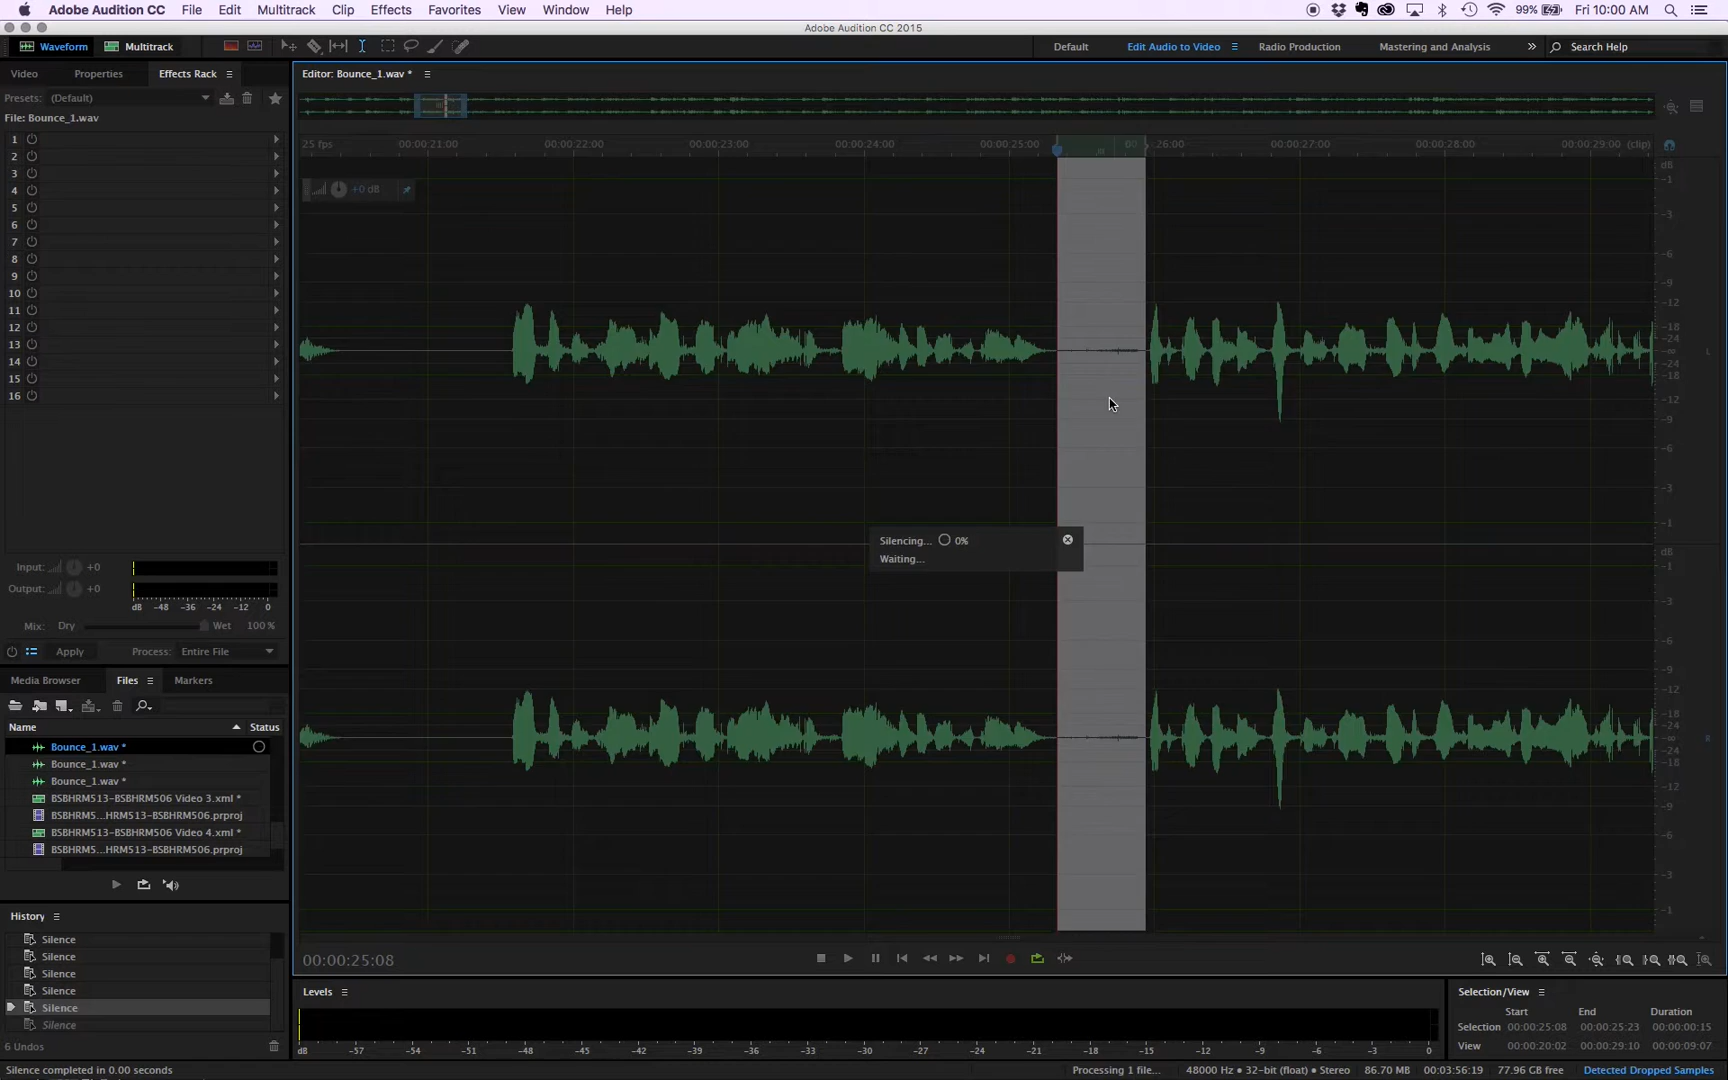 Adobe Audition CC File Edit Multitrack Clip Effects Favorites View Window Help 99% Fri 10:00 AM
Adobe Audition CC 2015
Waveform Multitrack Default Edit Audio to Video Radio Production Mastering and Analysis » Search Help
Video Properties Effects Rack Editor: Bounce_1.wav *
Presets: (Default)
File: Bounce_1.wav
25 fps 00:00:21:00 00:00:22:00 00:00:23:00 00:00:24:00 00:00:25:00 00 26:00 00:00:27:00 00:00:28:00 00:00:29:00 (clip)
+0 dB
1
2
3
4
5
6
7
8
9
10
11
12
13
14
15
16
dB
-1
-3
-6
-9
-12
-18
-24
-∞
-24
-18
-12
-9
-6
-3
-1
L
Silencing... 0%
Waiting...
dB
-1
-3
-6
-9
-12
-18
-24
-∞
-24
-18
-12
-9
-6
-3
-1
R
Input: +0
Output: +0
dB -48 -36 -24 -12 0
Mix: Dry Wet 100 %
Apply Process: Entire File
Media Browser Files Markers
Name Status
Bounce_1.wav *
Bounce_1.wav *
Bounce_1.wav *
BSBHRM513-BSBHRM506 Video 3.xml *
BSBHRM5...HRM513-BSBHRM506.prproj
BSBHRM513-BSBHRM506 Video 4.xml *
BSBHRM5...HRM513-BSBHRM506.prproj
History
Silence
Silence
Silence
Silence
Silence
Silence
6 Undos
00:00:25:08
Levels
dB -57 -54 -51 -48 -45 -42 -39 -36 -33 -30 -27 -24 -21 -18 -15 -12 -9 -6 -3 0
Selection/View
Start End Duration
Selection 00:00:25:08 00:00:25:23 00:00:00:15
View 00:00:20:02 00:00:29:10 00:00:09:07
Silence completed in 0.00 seconds Processing 1 file... 48000 Hz • 32-bit (float) • Stereo 86.70 MB 00:03:56:19 77.96 GB free Detected Dropped Samples